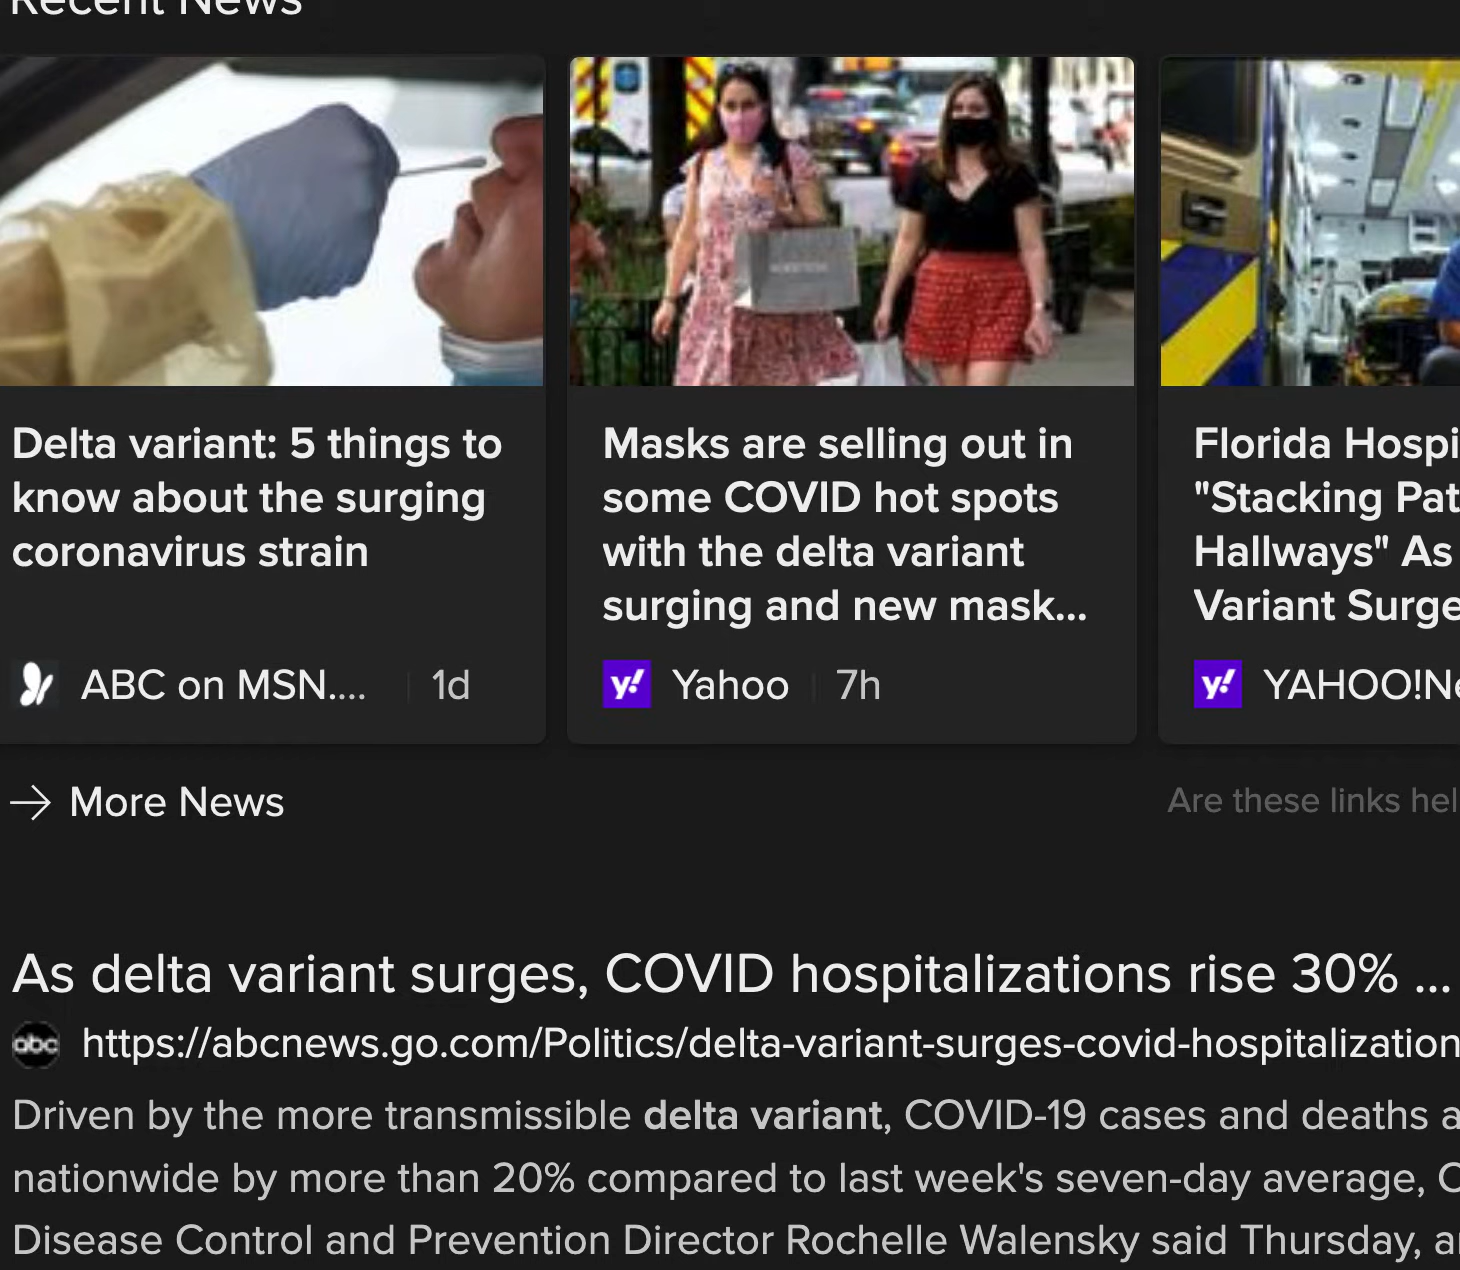 Recent News
Delta variant: 5 things to
know about the surging
coronavirus strain
ABC on MSN.... 1d
Masks are selling out in
some COVID hot spots
with the delta variant
surging and new mask...
Yahoo 7h
Florida Hospi
"Stacking Pat
Hallways" As
Variant Surge
YAHOO!Ne
More News
Are these links hel
As delta variant surges, COVID hospitalizations rise 30% ...
abc https://abcnews.go.com/Politics/delta-variant-surges-covid-hospitalization
Driven by the more transmissible delta variant, COVID-19 cases and deaths a
nationwide by more than 20% compared to last week's seven-day average, C
Disease Control and Prevention Director Rochelle Walensky said Thursday, a